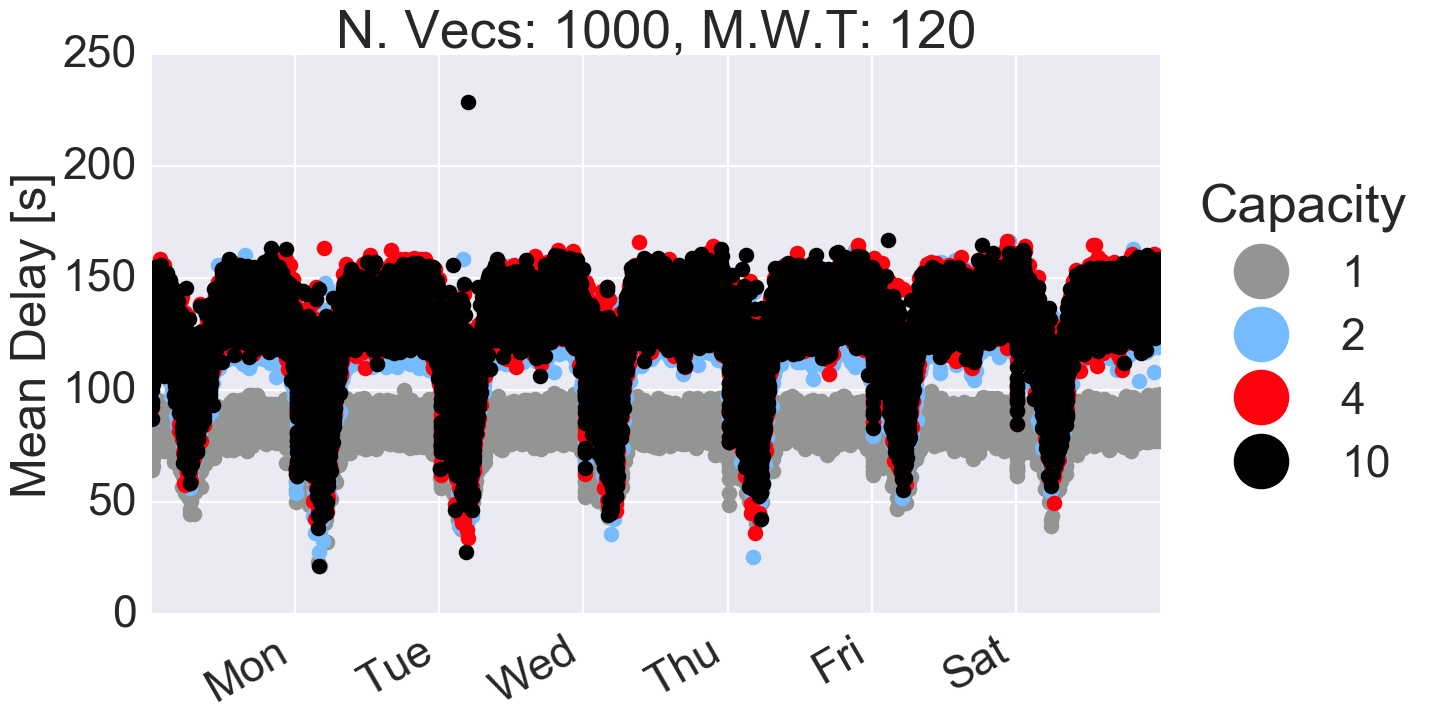 N. Vecs: 1000, M.W.T: 120
250
200
150
100
50
0
Mean Delay [s]
Mon
Tue
Wed
Thu
Fri
Sat
Capacity
1
2
4
10